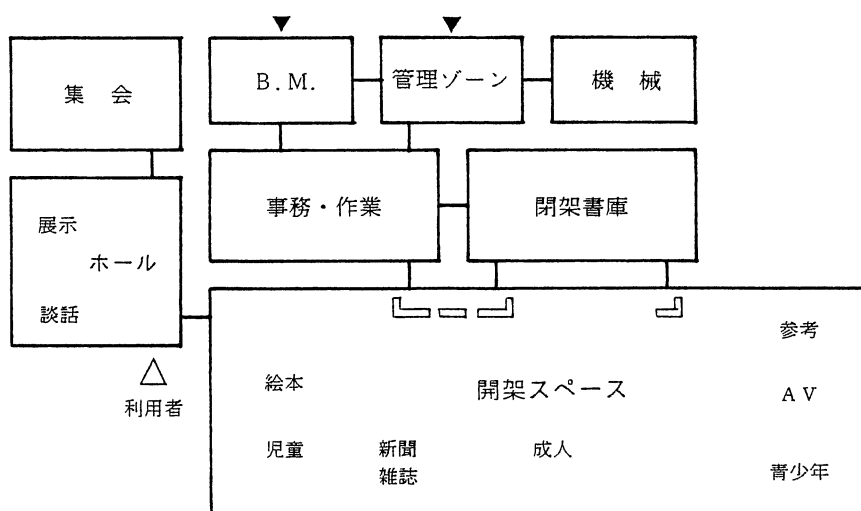 集　会
B. M.
管理ゾーン
機　械
展示
ホール
談話
事務・作業
閉架書庫
利用者
絵本
児童
新聞
雑誌
開架スペース
成人
参考
AV
青少年